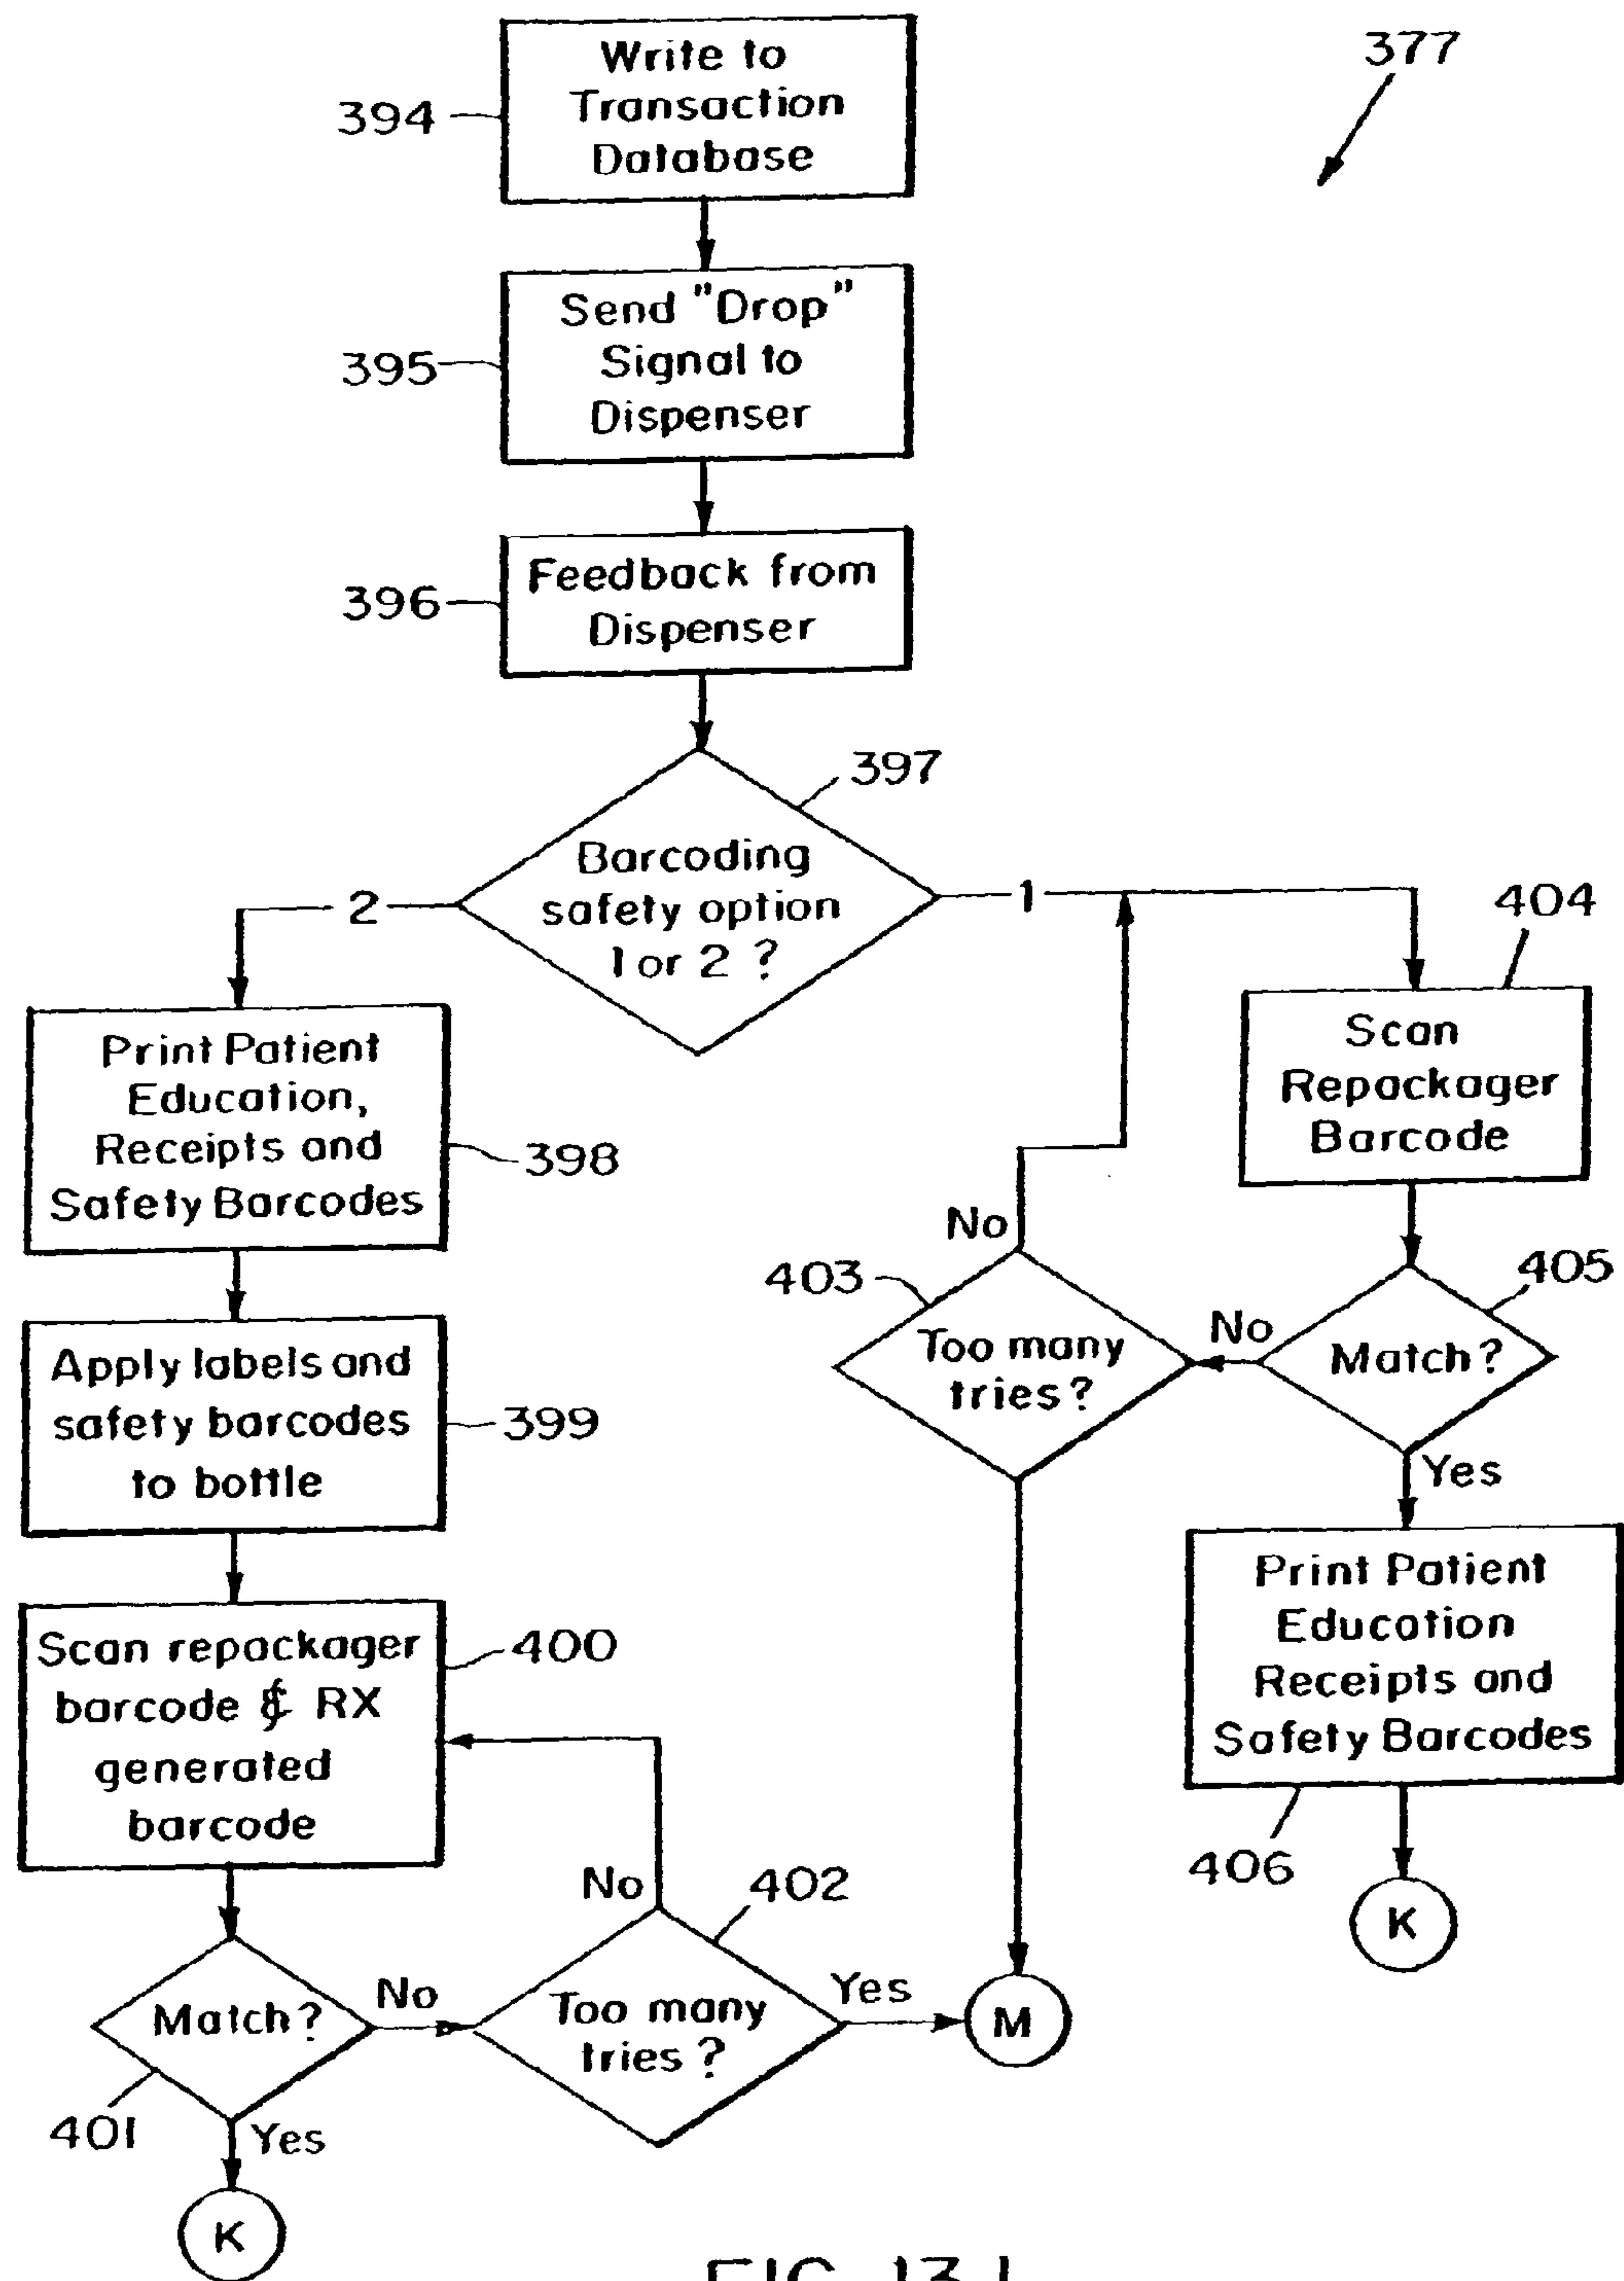 377
394
Write to
Transaction
Database
395
Send "Drop"
Signal to
Dispenser
396
Feedback from
Dispenser
397
Barcoding
safety option
1 or 2 ?
2
1
398
Print Patient
Education,
Receipts and
Safety Barcodes
399
Apply labels and
safety barcodes
to bottle
400
Scan repackager
barcode & RX
generated
barcode
401
Match?
No
Yes
K
402
Too many
tries?
No
Yes
M
403
Too many
tries?
No
404
Scan
Repackager
Barcode
405
Match?
No
Yes
406
Print Patient
Education
Receipts and
Safety Barcodes
K